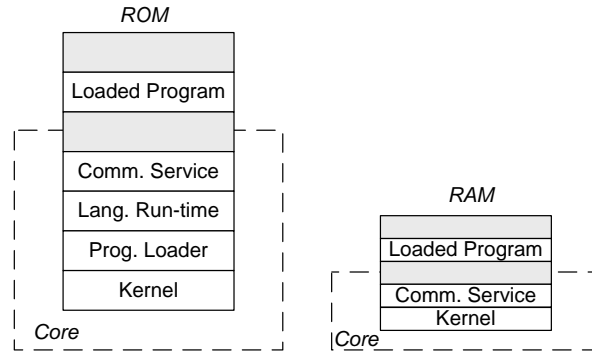 ROM
Loaded Program
Comm. Service
Lang. Run-time
Prog. Loader
Kernel
Core
RAM
Loaded Program
Comm. Service
Kernel
Core